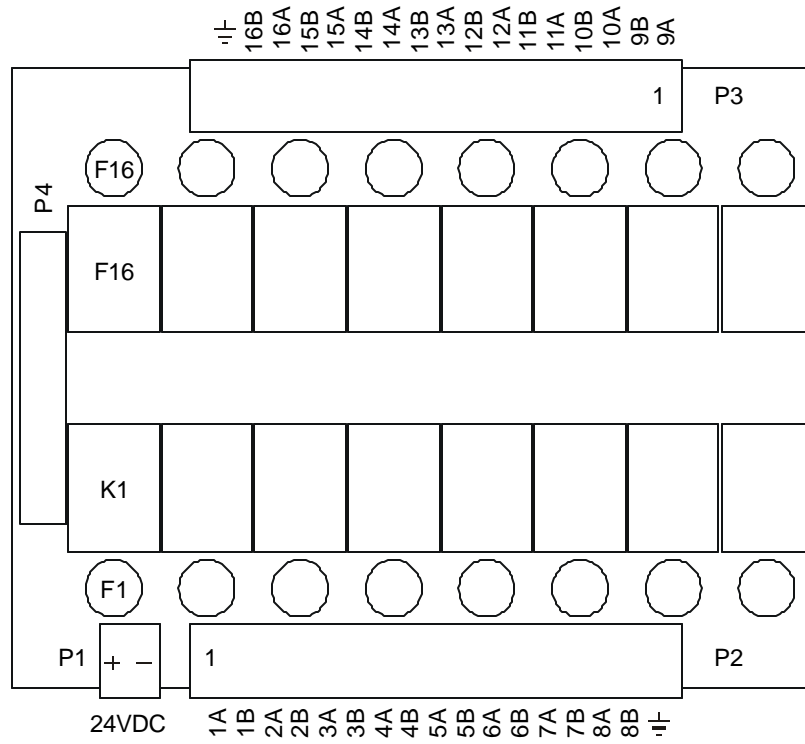 16B 16A 15B 15A 14B 14A 13B 13A 12B 12A 11B 11A 10B 10A 9B 9A
1 P3
F16
P4
F16
K1
F1
P1 + − 1 P2
24VDC 1A 1B 2A 2B 3A 3B 4A 4B 5A 5B 6A 6B 7A 7B 8A 8B